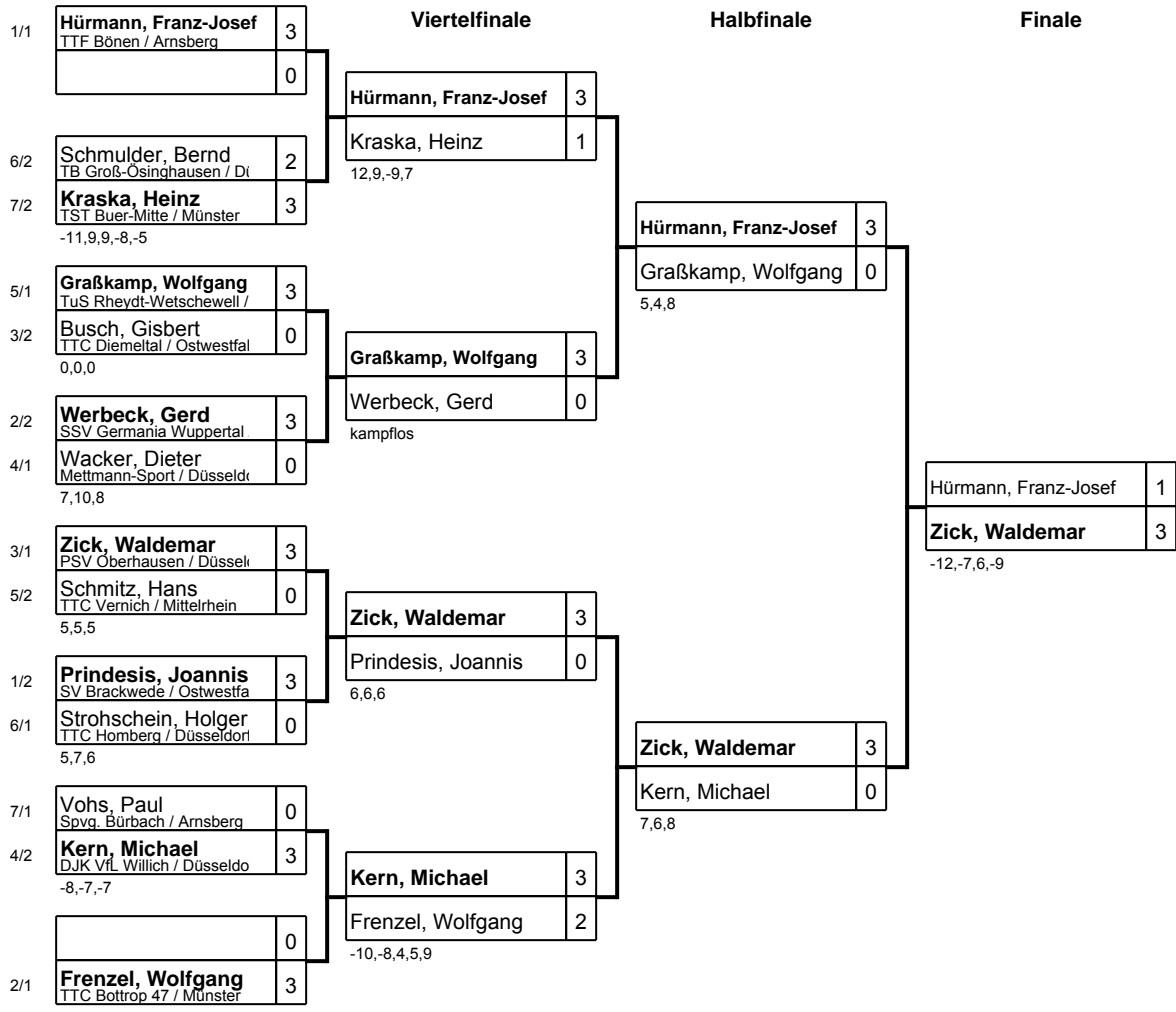 Viertelfinale
Halbfinale
Finale
1/1 Hürmann, Franz-Josef 3
TTF Bönen / Arnsberg
0
6/2 Schmulder, Bernd 2
TB Groß-Ösinghausen / Dü
7/2 Kraska, Heinz 3
TST Buer-Mitte / Münster
-11,9,9,-8,-5
5/1 Graßkamp, Wolfgang 3
TuS Rheydt-Wetschewell /
3/2 Busch, Gisbert 0
TTC Diemeltal / Ostwestfal
0,0,0
2/2 Werbeck, Gerd 3
SSV Germania Wuppertal
4/1 Wacker, Dieter 0
Mettmann-Sport / Düsseldo
7,10,8
3/1 Zick, Waldemar 3
PSV Oberhausen / Düsseld
5/2 Schmitz, Hans 0
TTC Vernich / Mittelrhein
5,5,5
1/2 Prindesis, Joannis 3
SV Brackwede / Ostwestfa
6/1 Strohschein, Holger 0
TTC Homberg / Düsseldorf
5,7,6
7/1 Vohs, Paul 0
Spvg. Bürbach / Arnsberg
4/2 Kern, Michael 3
DJK VfL Willich / Düsseldo
-8,-7,-7
0
2/1 Frenzel, Wolfgang 3
TTC Bottrop 47 / Münster
Hürmann, Franz-Josef 3
Kraska, Heinz 1
12,9,-9,7
Graßkamp, Wolfgang 3
Werbeck, Gerd 0
kampflos
Zick, Waldemar 3
Prindesis, Joannis 0
6,6,6
Kern, Michael 3
Frenzel, Wolfgang 2
-10,-8,4,5,9
Hürmann, Franz-Josef 3
Graßkamp, Wolfgang 0
5,4,8
Zick, Waldemar 3
Kern, Michael 0
7,6,8
Hürmann, Franz-Josef 1
Zick, Waldemar 3
-12,-7,6,-9